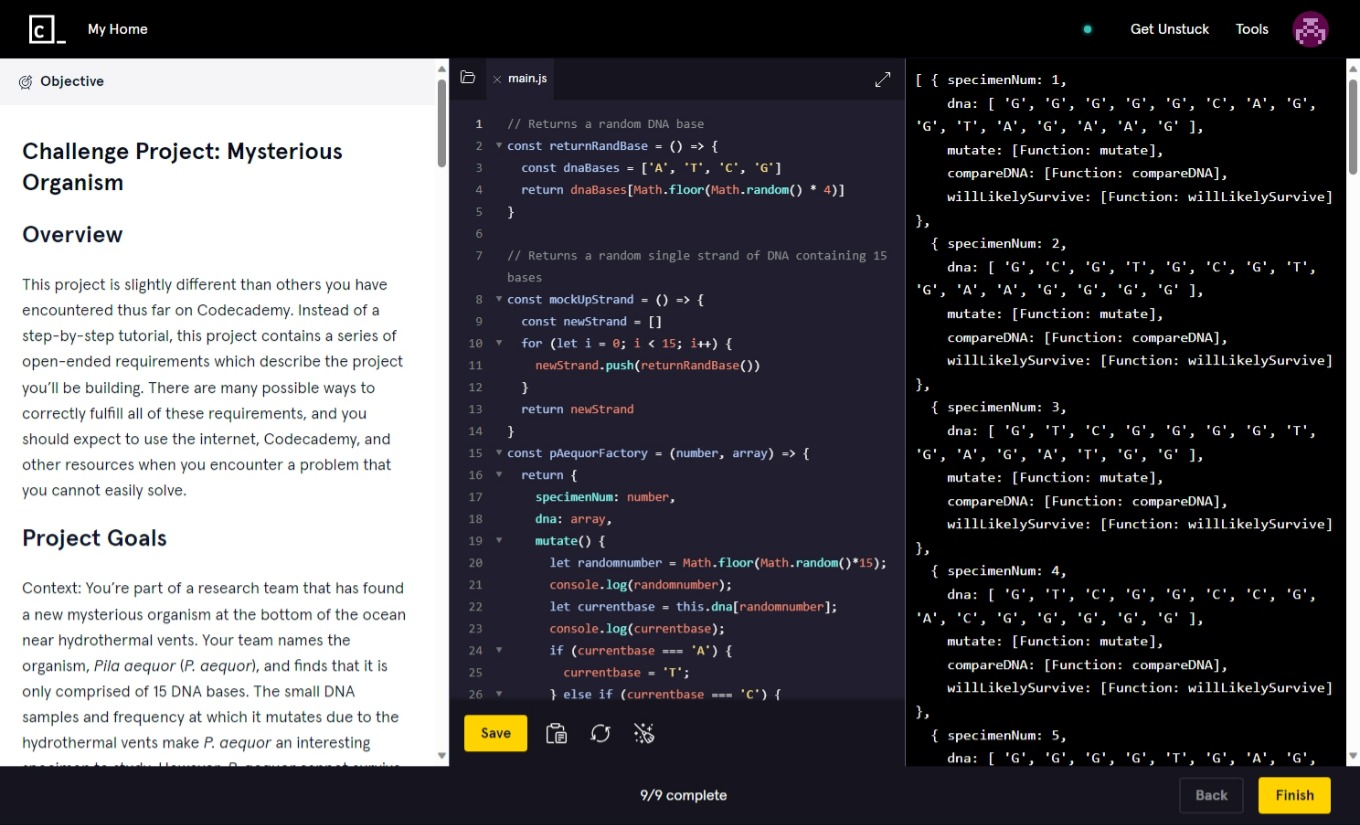 C_
My Home
Get Unstuck
Tools
Objective
Challenge Project: Mysterious
Organism
Overview
This project is slightly different than others you have
encountered thus far on Codecademy. Instead of a
step-by-step tutorial, this project contains a series of
open-ended requirements which describe the project
you'll be building. There are many possible ways to
correctly fulfill all of these requirements, and you
should expect to use the internet, Codecademy, and
other resources when you encounter a problem that
you cannot easily solve.
Project Goals
Context: You're part of a research team that has found
a new mysterious organism at the bottom of the ocean
near hydrothermal vents. Your team names the
organism, Pila aequor (P. aequor), and finds that it is
only comprised of 15 DNA bases. The small DNA
samples and frequency at which it mutates due to the
hydrothermal vents make P. aequor an interesting
specimen to study. However, P. aequor cannot survive
main.js
1 // Returns a random DNA base
2 const returnRandBase = () => {
3 const dnaBases = ['A', 'T', 'C', 'G']
4 return dnaBases[Math.floor(Math.random() * 4)]
5 }
6
7 // Returns a random single strand of DNA containing 15
bases
8 const mockUpStrand = () => {
9 const newStrand = []
10 for (let i = 0; i < 15; i++) {
11 newStrand.push(returnRandBase())
12 }
13 return newStrand
14 }
15 const pAequorFactory = (number, array) => {
16 return {
17 specimenNum: number,
18 dna: array,
19 mutate() {
20 let randomnumber = Math.floor(Math.random()*15);
21 console.log(randomnumber);
22 let currentbase = this.dna[randomnumber];
23 console.log(currentbase);
24 if (currentbase === 'A') {
25 currentbase = 'T';
26 } else if (currentbase === 'C') {
Save
[ { specimenNum: 1,
dna: [ 'G', 'G', 'G', 'G', 'G', 'C', 'A', 'G',
'G', 'T', 'A', 'G', 'A', 'A', 'G' ],
mutate: [Function: mutate],
compareDNA: [Function: compareDNA],
willLikelySurvive: [Function: willLikelySurvive]
},
{ specimenNum: 2,
dna: [ 'G', 'C', 'G', 'T', 'G', 'C', 'G', 'T',
'G', 'A', 'A', 'G', 'G', 'G', 'G' ],
mutate: [Function: mutate],
compareDNA: [Function: compareDNA],
willLikelySurvive: [Function: willLikelySurvive]
},
{ specimenNum: 3,
dna: [ 'G', 'T', 'C', 'G', 'G', 'G', 'G', 'T',
'G', 'A', 'G', 'A', 'T', 'G', 'G' ],
mutate: [Function: mutate],
compareDNA: [Function: compareDNA],
willLikelySurvive: [Function: willLikelySurvive]
},
{ specimenNum: 4,
dna: [ 'G', 'T', 'C', 'G', 'G', 'C', 'C', 'G',
'A', 'C', 'G', 'G', 'G', 'G', 'G' ],
mutate: [Function: mutate],
compareDNA: [Function: compareDNA],
willLikelySurvive: [Function: willLikelySurvive]
},
{ specimenNum: 5,
dna: [ 'G', 'G', 'G', 'G', 'T', 'G', 'A', 'G',
9/9 complete
Back
Finish